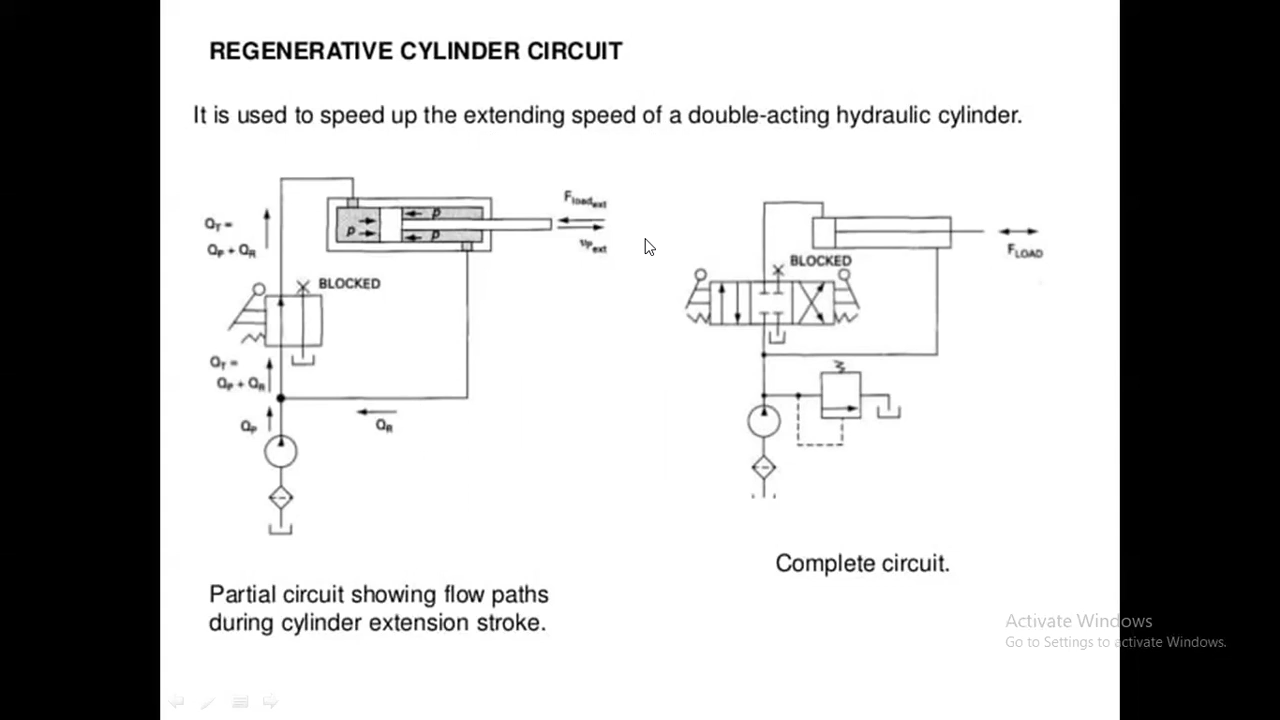 REGENERATIVE CYLINDER CIRCUIT
It is used to speed up the extending speed of a double-acting hydraulic cylinder.
Q_T =
Q_P + Q_R
p
p
p
F_load_ext
v_P_ext
BLOCKED
Q_T =
Q_P + Q_R
Q_P
Q_R
BLOCKED
F_LOAD
Partial circuit showing flow paths
during cylinder extension stroke.
Complete circuit.
Activate Windows
Go to Settings to activate Windows.